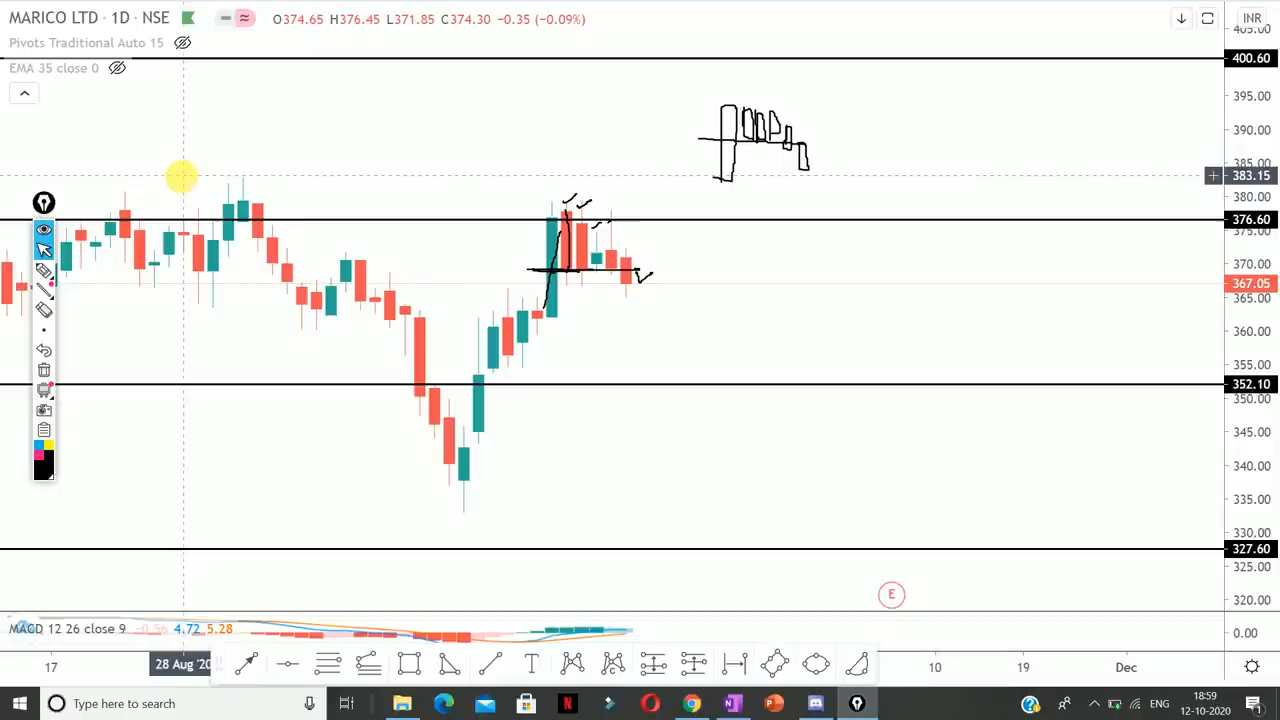 MARICO LTD · 1D · NSE O374.65 H376.45 L371.85 C374.30 −0.35 (−0.09%)
INR
Pivots Traditional Auto 15
EMA 35 close 0
405.00
400.60
395.00
390.00
385.00
383.15
380.00
376.60
375.00
370.00
367.05
365.00
360.00
355.00
352.10
350.00
345.00
340.00
335.00
330.00
327.60
325.00
320.00
E
MACD 12 26 close 9 −0.56 4.72 5.28
0.00
17
28 Aug '20
10
19
Dec
Type here to search
ENG
18:59
12-10-2020